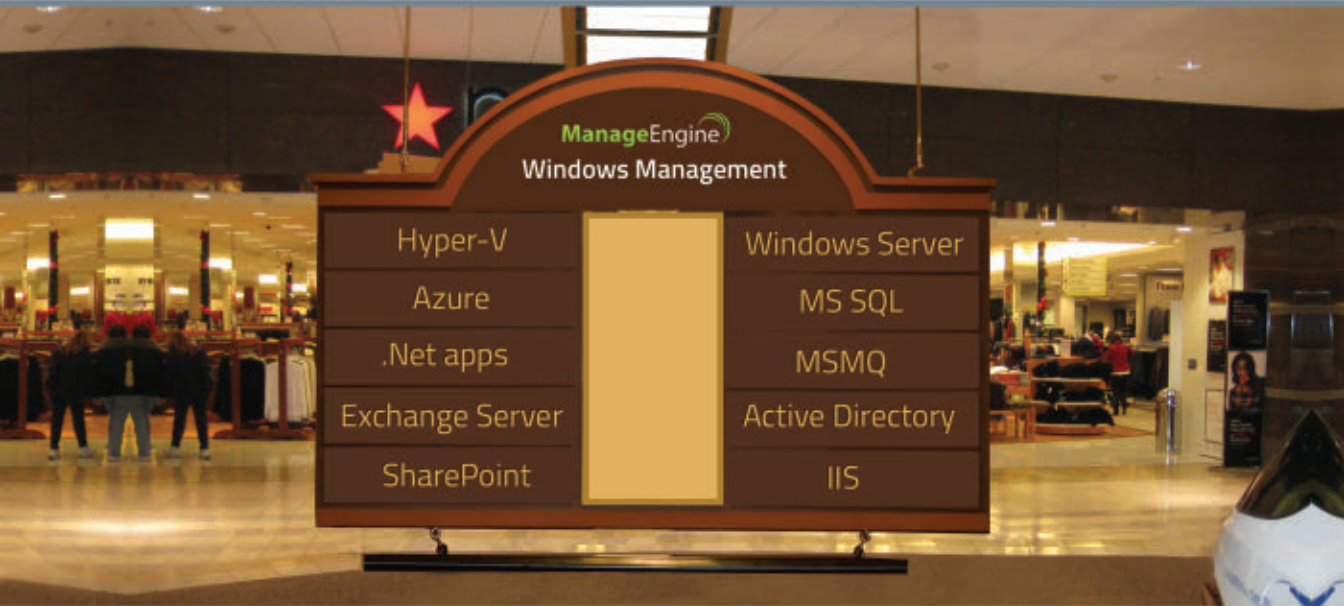 ManageEngine
Windows Management
Hyper-V
Azure
.Net apps
Exchange Server
SharePoint
Windows Server
MS SQL
MSMQ
Active Directory
IIS